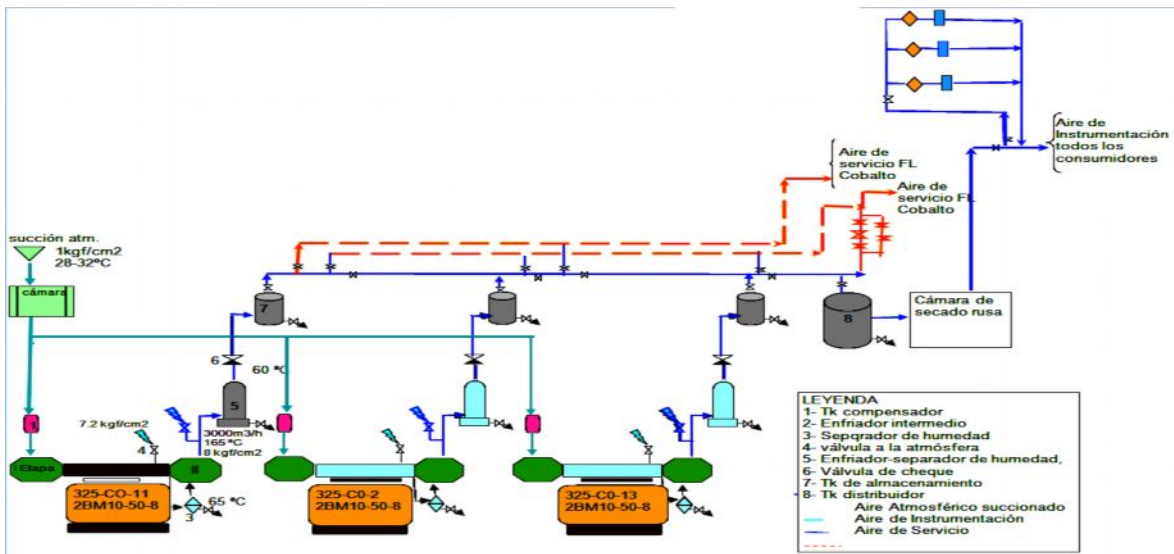 Aire de
Instrumentación
todos los
consumidores
Aire de
servicio FL
Cobalto
Aire de
servicio FL
Cobalto
succión atm.
1kgf/cm2
28-32ºC
cámara
7
8
Cámara de
secado rusa
6
60 ºC
5
1
7.2 kgf/cm2
4
3000m3/h
165 ºC
8 kgf/cm2
I Etapa
II
65 ºC
3
325-CO-11
2BM10-50-8
325-C0-2
2BM10-50-8
325-C0-13
2BM10-50-8
LEYENDA
1- Tk compensador
2- Enfriador intermedio
3- Sepqrador de humedad
4- válvula a la atmósfera
5- Enfriador-separador de humedad,
6- Válvula de cheque
7- Tk de almacenamiento
8- Tk distribuidor
Aire Atmosférico succionado
Aire de Instrumentación
Aire de Servicio